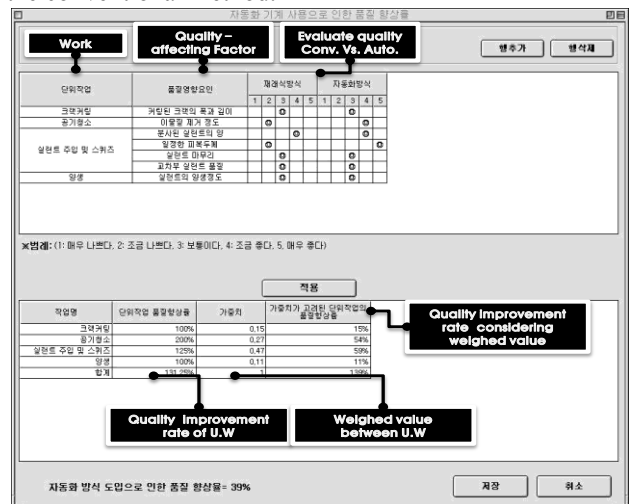 the conventional method.
자동화 기계 사용으로 인한 품질 향상률
Work
Quality –
affecting Factor
Evaluate quality
Conv. Vs. Auto.
행추가
행삭제
단위작업 품질영향요인 재래식방식 자동화방식
1 2 3 4 5 1 2 3 4 5
크랙커팅 커팅된 크랙의 폭과 깊이
공기청소 이물질 제거 정도
실런트 주입 및 스퀴즈 분사된 실런트의 양
일정한 피복두께
실런트 마무리
교차부 실런트 품질
양생 실런트의 양생정도
※범례: (1: 매우 나쁘다, 2: 조금 나쁘다, 3: 보통이다, 4: 조금 좋다, 5, 매우 좋다)
적용
작업명 단위작업 품질향상률 가중치 가중치가 고려된 단위작업의 품질향상률
크랙커팅 100% 0,15 15%
공기청소 200% 0,27 54%
실런트 주입 및 스퀴즈 125% 0,47 59%
양생 100% 0,11 11%
합계 131,25% 1 139%
Quality Improvement
rate considering
weighed value
Quality Improvement
rate of U.W
Weighed value
between U.W
자동화 방식 도입으로 인한 품질 향상율= 39%
저장
취소